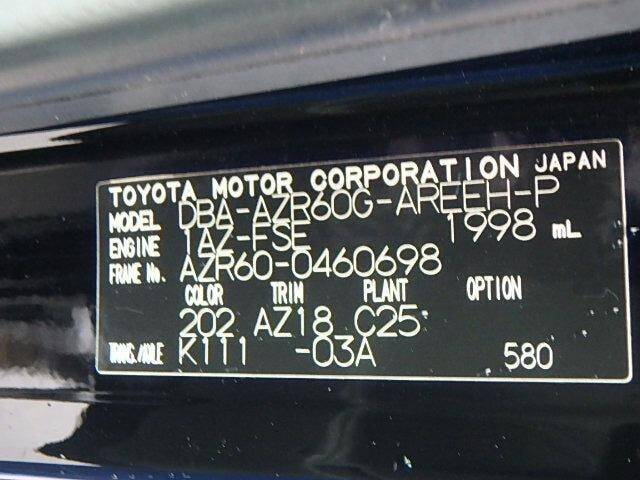 TOYOTA MOTOR CORPORATION JAPAN
MODEL DBA-AZR60G-AREEH-P
ENGINE 1AZ-FSE 1998 mL
FRAME No. AZR60-0460698
COLOR TRIM PLANT OPTION
202 AZ18 C25
TRANS./AXLE K111 -03A 580